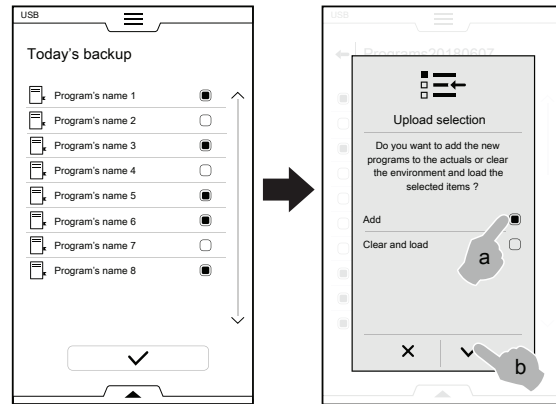 USB
Today's backup
Program's name 1
Program's name 2
Program's name 3
Program's name 4
Program's name 5
Program's name 6
Program's name 7
Program's name 8
USB
Programs20180607
Upload selection
Do you want to add the new
programs to the actuals or clear
the environment and load the
selected items ?
Add
Clear and load
a
b